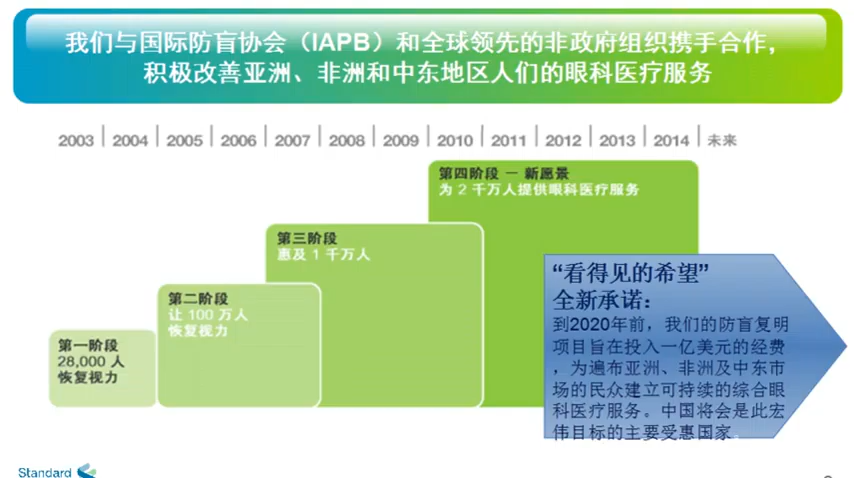 我们与国际防盲协会（IAPB）和全球领先的非政府组织携手合作，
积极改善亚洲、非洲和中东地区人们的眼科医疗服务
2003 | 2004 | 2005 | 2006 | 2007 | 2008 | 2009 | 2010 | 2011 | 2012 | 2013 | 2014 | 未来
第四阶段 － 新愿景
为 2 千万人提供眼科医疗服务
第三阶段
惠及 1 千万人
第二阶段
让 100 万人
恢复视力
第一阶段
28,000 人
恢复视力
“看得见的希望”
全新承诺：
到2020年前，我们的防盲复明
项目旨在投入一亿美元的经费
，为遍布亚洲、非洲及中东市
场的民众建立可持续的综合眼
科医疗服务。中国将会是此宏
伟目标的主要受惠国家。
Standard